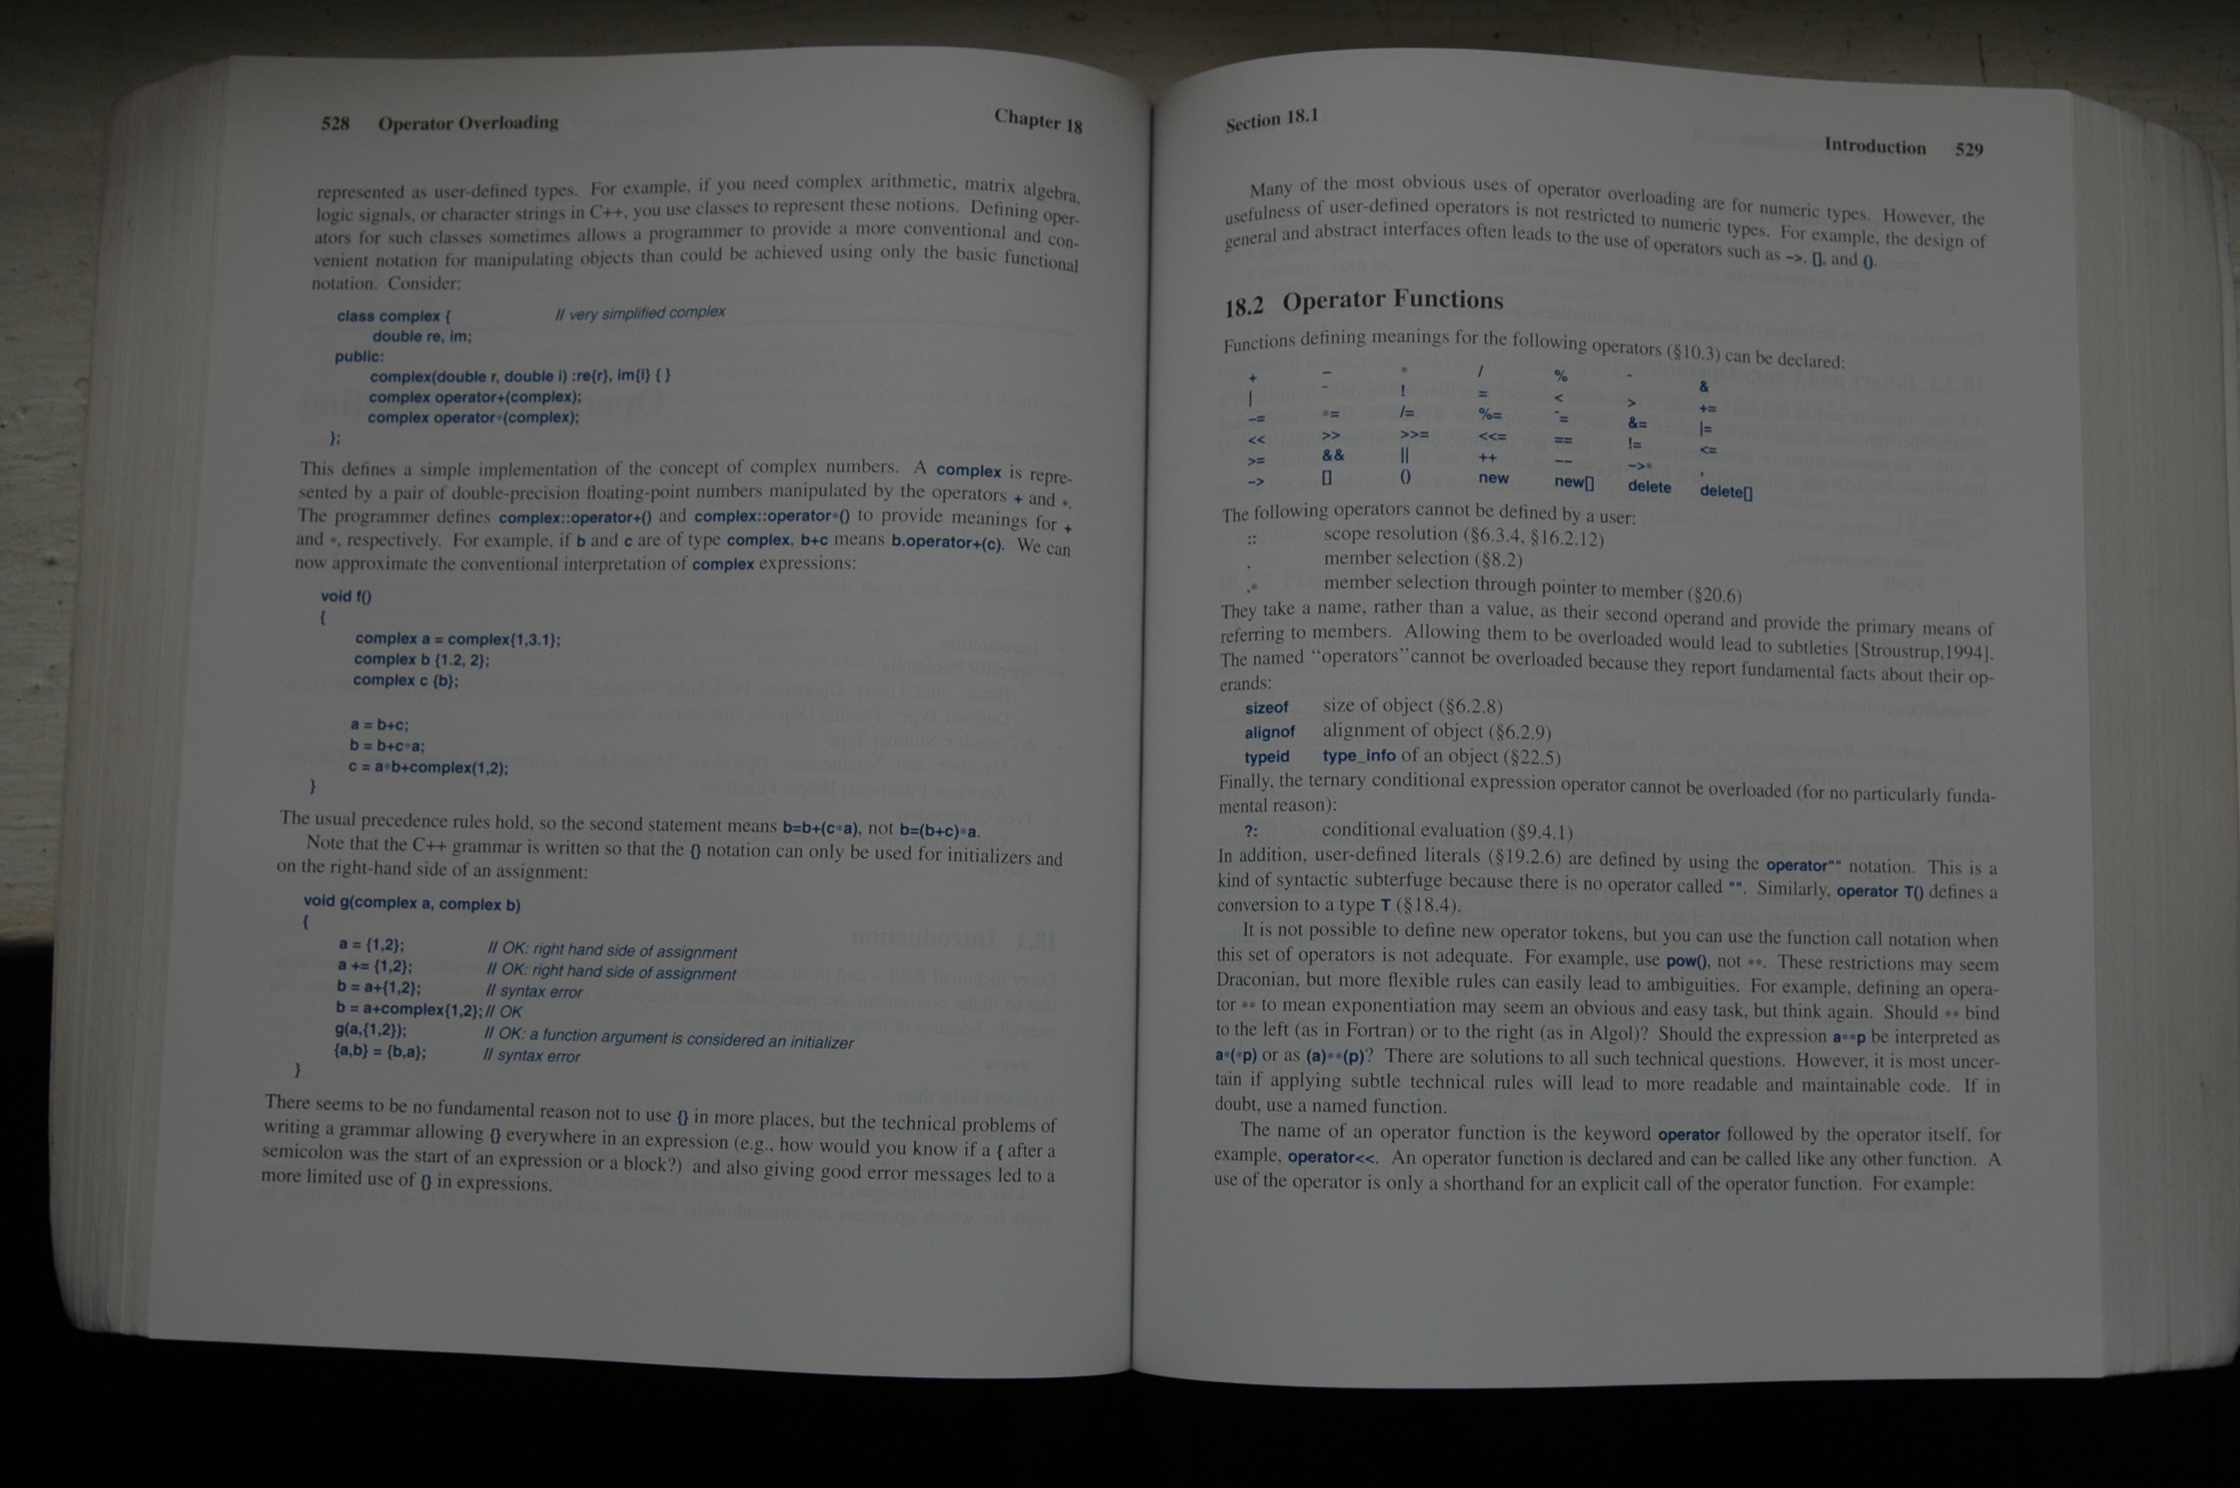 528 Operator Overloading Chapter 18
represented as user-defined types. For example, if you need complex arithmetic, matrix algebra,
logic signals, or character strings in C++, you use classes to represent these notions. Defining oper-
ators for such classes sometimes allows a programmer to provide a more conventional and con-
venient notation for manipulating objects than could be achieved using only the basic functional
notation. Consider:
class complex { // very simplified complex
double re, im;
public:
complex(double r, double i) :re{r}, im{i} { }
complex operator+(complex);
complex operator*(complex);
};
This defines a simple implementation of the concept of complex numbers. A complex is repre-
sented by a pair of double-precision floating-point numbers manipulated by the operators + and *.
The programmer defines complex::operator+() and complex::operator*() to provide meanings for +
and *, respectively. For example, if b and c are of type complex, b+c means b.operator+(c). We can
now approximate the conventional interpretation of complex expressions:
void f()
{
complex a = complex{1,3.1};
complex b {1.2, 2};
complex c {b};
a = b+c;
b = b+c*a;
c = a*b+complex(1,2);
}
The usual precedence rules hold, so the second statement means b=b+(c*a), not b=(b+c)*a.
Note that the C++ grammar is written so that the {} notation can only be used for initializers and
on the right-hand side of an assignment:
void g(complex a, complex b)
{
a = {1,2}; // OK: right hand side of assignment
a += {1,2}; // OK: right hand side of assignment
b = a+{1,2}; // syntax error
b = a+complex{1,2}; // OK
g(a,{1,2}); // OK: a function argument is considered an initializer
{a,b} = {b,a}; // syntax error
}
There seems to be no fundamental reason not to use {} in more places, but the technical problems of
writing a grammar allowing {} everywhere in an expression (e.g., how would you know if a { after a
semicolon was the start of an expression or a block?) and also giving good error messages led to a
more limited use of {} in expressions.
Section 18.1 Introduction 529
Many of the most obvious uses of operator overloading are for numeric types. However, the
usefulness of user-defined operators is not restricted to numeric types. For example, the design of
general and abstract interfaces often leads to the use of operators such as ->, [], and ().
18.2 Operator Functions
Functions defining meanings for the following operators (§10.3) can be declared:
+ - * / % ^ &
| ~ ! = < > +=
-= *= /= %= ^= &= |=
<< >> >>= <<= == != <=
>= && || ++ -- ->* ,
-> [] () new new[] delete delete[]
The following operators cannot be defined by a user:
:: scope resolution (§6.3.4, §16.2.12)
. member selection (§8.2)
.* member selection through pointer to member (§20.6)
They take a name, rather than a value, as their second operand and provide the primary means of
referring to members. Allowing them to be overloaded would lead to subtleties [Stroustrup,1994].
The named ‘‘operators’’ cannot be overloaded because they report fundamental facts about their op-
erands:
sizeof size of object (§6.2.8)
alignof alignment of object (§6.2.9)
typeid type_info of an object (§22.5)
Finally, the ternary conditional expression operator cannot be overloaded (for no particularly funda-
mental reason):
?: conditional evaluation (§9.4.1)
In addition, user-defined literals (§19.2.6) are defined by using the operator"" notation. This is a
kind of syntactic subterfuge because there is no operator called "". Similarly, operator T() defines a
conversion to a type T (§18.4).
It is not possible to define new operator tokens, but you can use the function call notation when
this set of operators is not adequate. For example, use pow(), not **. These restrictions may seem
Draconian, but more flexible rules can easily lead to ambiguities. For example, defining an opera-
tor ** to mean exponentiation may seem an obvious and easy task, but think again. Should ** bind
to the left (as in Fortran) or to the right (as in Algol)? Should the expression a**p be interpreted as
a*(*p) or as (a)**(p)? There are solutions to all such technical questions. However, it is most uncer-
tain if applying subtle technical rules will lead to more readable and maintainable code. If in
doubt, use a named function.
The name of an operator function is the keyword operator followed by the operator itself, for
example, operator<<. An operator function is declared and can be called like any other function. A
use of the operator is only a shorthand for an explicit call of the operator function. For example: